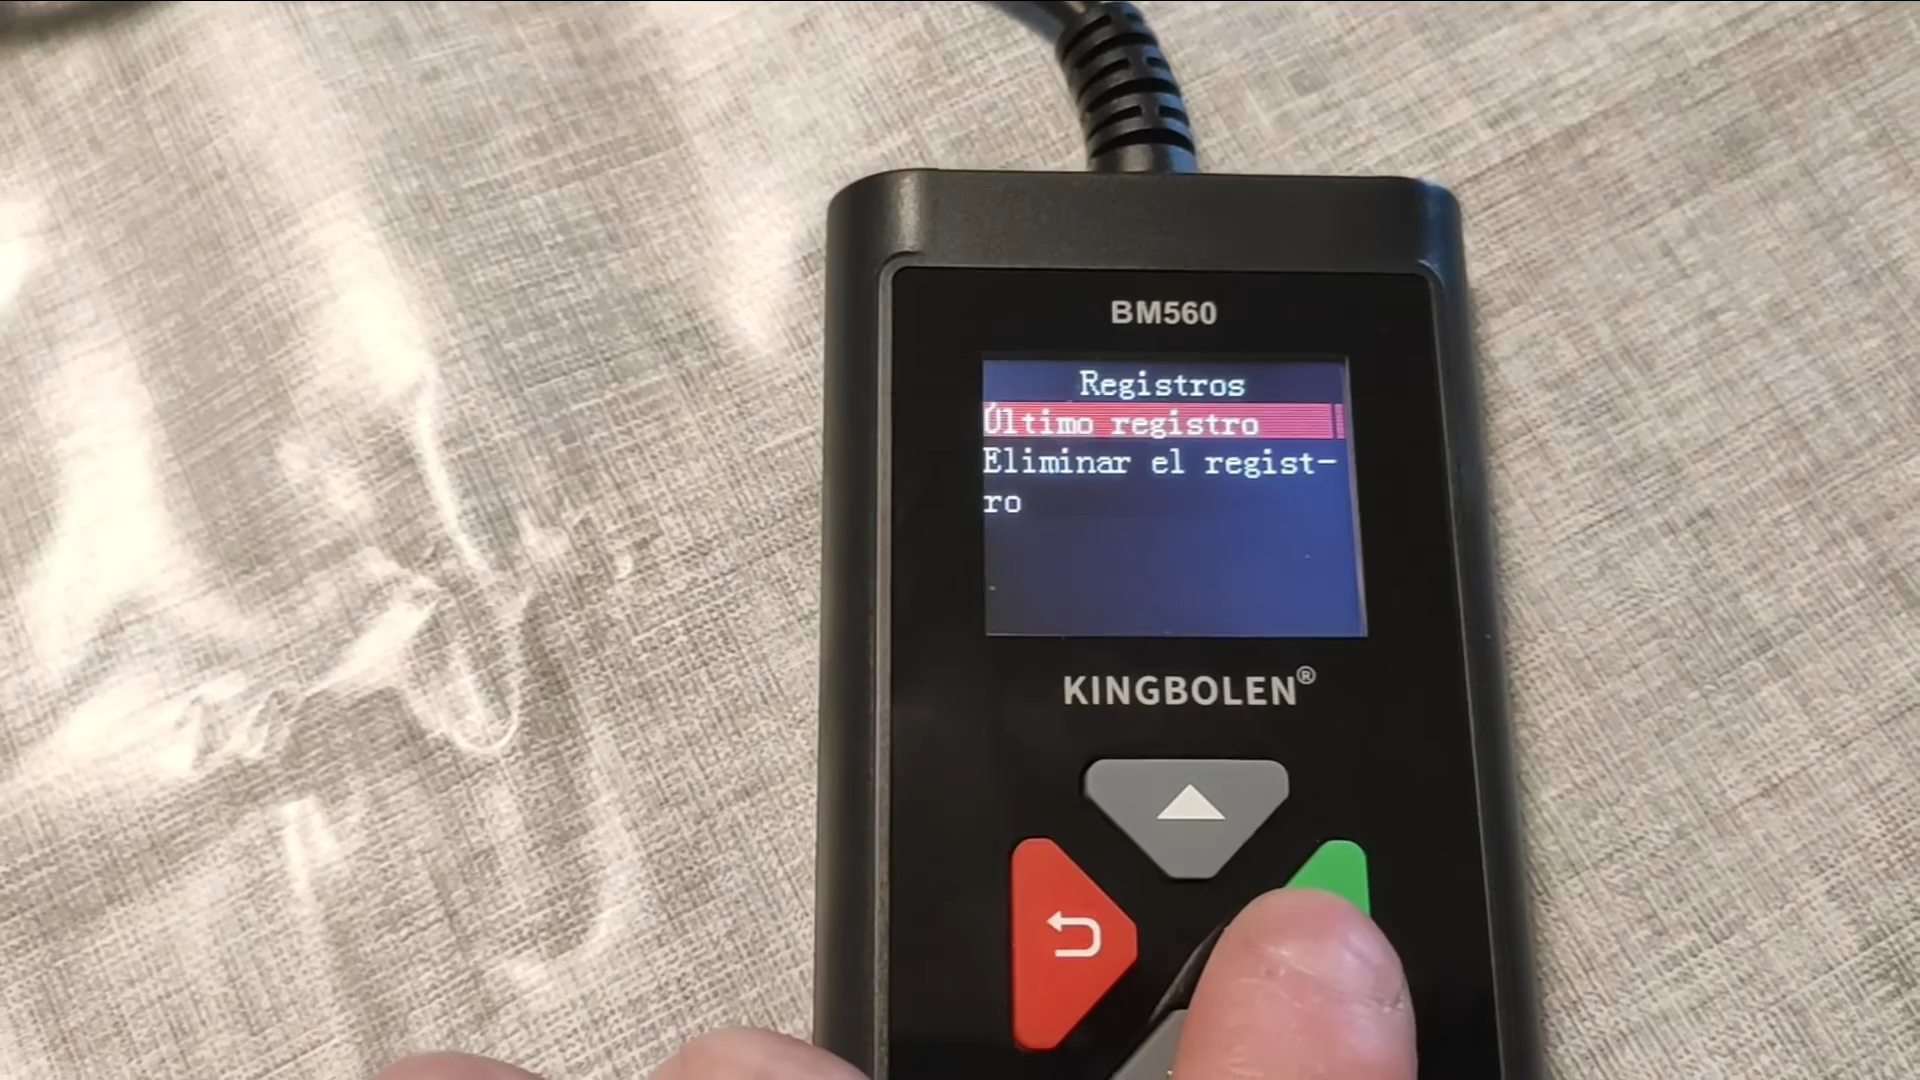 BM560
Registros
Último registro
Eliminar el regist-
ro
KINGBOLEN®